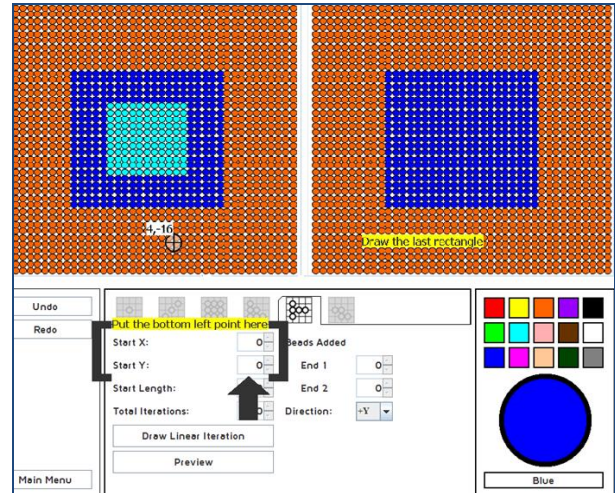 4,-16
Draw the last rectangle
Undo
Redo
Put the bottom left point here
Start X: 0 Beads Added
Start Y: 0 End 1 0
Start Length: End 2 0
Total Iterations: 0 Direction: +Y
Draw Linear Iteration
Preview
Main Menu
Blue